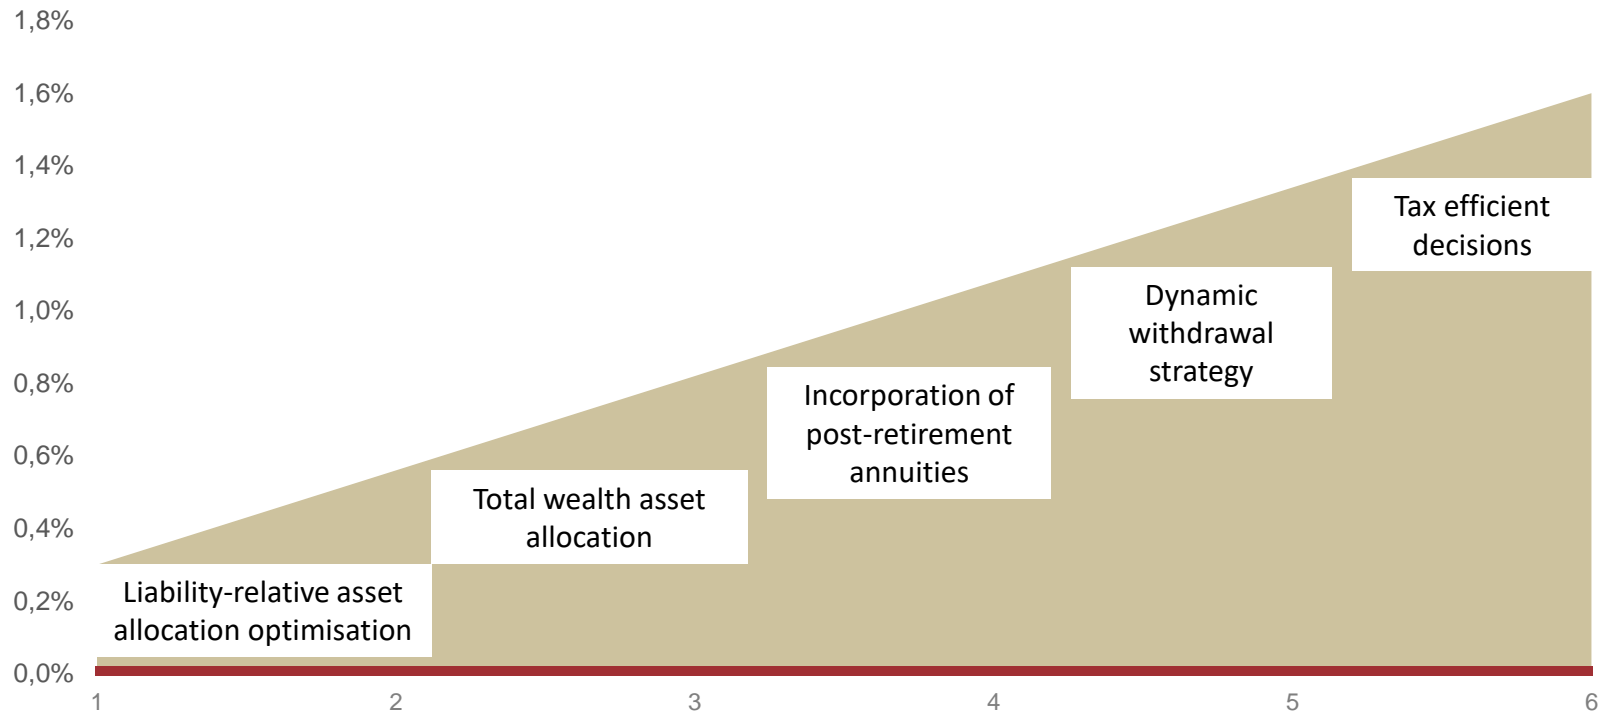 1,8%
1,6%
1,4%
1,2%
1,0%
0,8%
0,6%
0,4%
0,2%
0,0%
Tax efficient
decisions
Dynamic
withdrawal
strategy
Incorporation of
post-retirement
annuities
Total wealth asset
allocation
Liability-relative asset
allocation optimisation
1 2 3 4 5 6